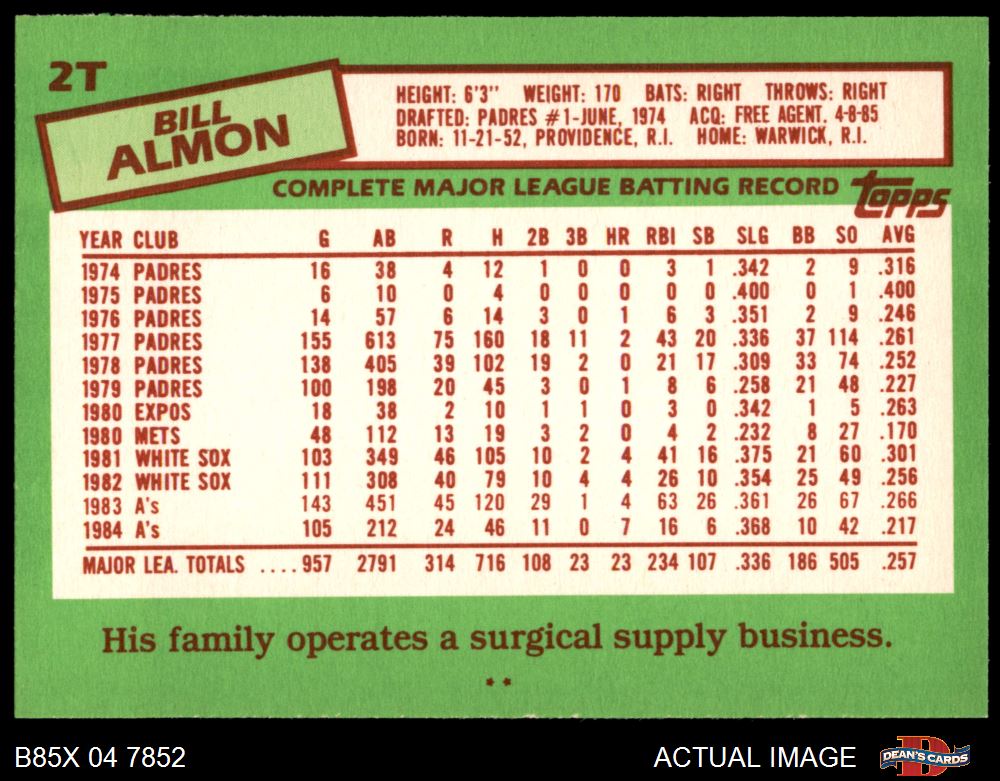 2T
BILL
ALMON
HEIGHT: 6'3" WEIGHT: 170 BATS: RIGHT THROWS: RIGHT
DRAFTED: PADRES #1-JUNE, 1974 ACQ: FREE AGENT. 4-8-85
BORN: 11-21-52, PROVIDENCE, R.I. HOME: WARWICK, R.I.
COMPLETE MAJOR LEAGUE BATTING RECORD topps
YEAR CLUB G AB R H 2B 3B HR RBI SB SLG BB SO AVG
1974 PADRES 16 38 4 12 1 0 0 3 1 .342 2 9 .316
1975 PADRES 6 10 0 4 0 0 0 0 0 .400 0 1 .400
1976 PADRES 14 57 6 14 3 0 1 6 3 .351 2 9 .246
1977 PADRES 155 613 75 160 18 11 2 43 20 .336 37 114 .261
1978 PADRES 138 405 39 102 19 2 0 21 17 .309 33 74 .252
1979 PADRES 100 198 20 45 3 0 1 8 6 .258 21 48 .227
1980 EXPOS 18 38 2 10 1 1 0 3 0 .342 1 5 .263
1980 METS 48 112 13 19 3 2 0 4 2 .232 8 27 .170
1981 WHITE SOX 103 349 46 105 10 2 4 41 16 .375 21 60 .301
1982 WHITE SOX 111 308 40 79 10 4 4 26 10 .354 25 49 .256
1983 A's 143 451 45 120 29 1 4 63 26 .361 26 67 .266
1984 A's 105 212 24 46 11 0 7 16 6 .368 10 42 .217
MAJOR LEA. TOTALS ....957 2791 314 716 108 23 23 234 107 .336 186 505 .257
His family operates a surgical supply business.
**
B85X 04 7852 ACTUAL IMAGE DEAN'S CARDS